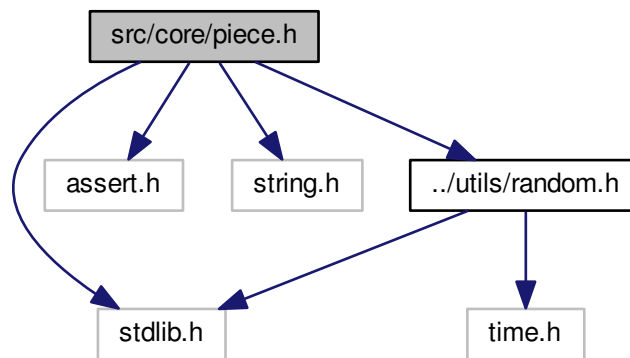 src/core/piece.h
assert.h
string.h
../utils/random.h
stdlib.h
time.h